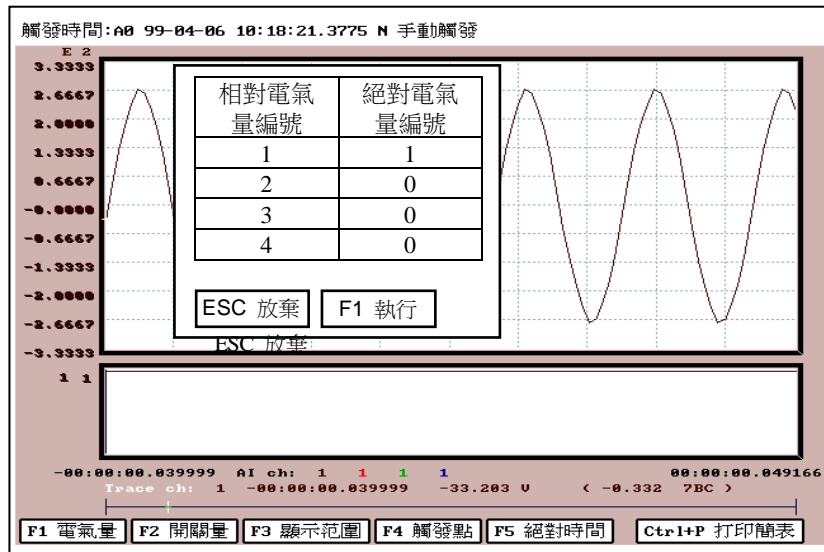 觸發時間:A0 99-04-06 10:18:21.3775 N 手動觸發
E 2
3.3333
2.6667
2.0000
1.3333
0.6667
-0.0000
-0.6667
-1.3333
-2.0000
-2.6667
-3.3333
相對電氣 絕對電氣
量編號 量編號
1 1
2 0
3 0
4 0
ESC 放棄 F1 執行
ESC 放棄
1 1
-00:00:00.039999 AI ch: 1 1 1 1 00:00:00.049166
Trace ch: 1 -00:00:00.039999 -33.203 V ( -0.332 7BC )
F1 電氣量 F2 開關量 F3 顯示范圍 F4 觸發點 F5 絕對時間 Ctrl+P 打印簡表